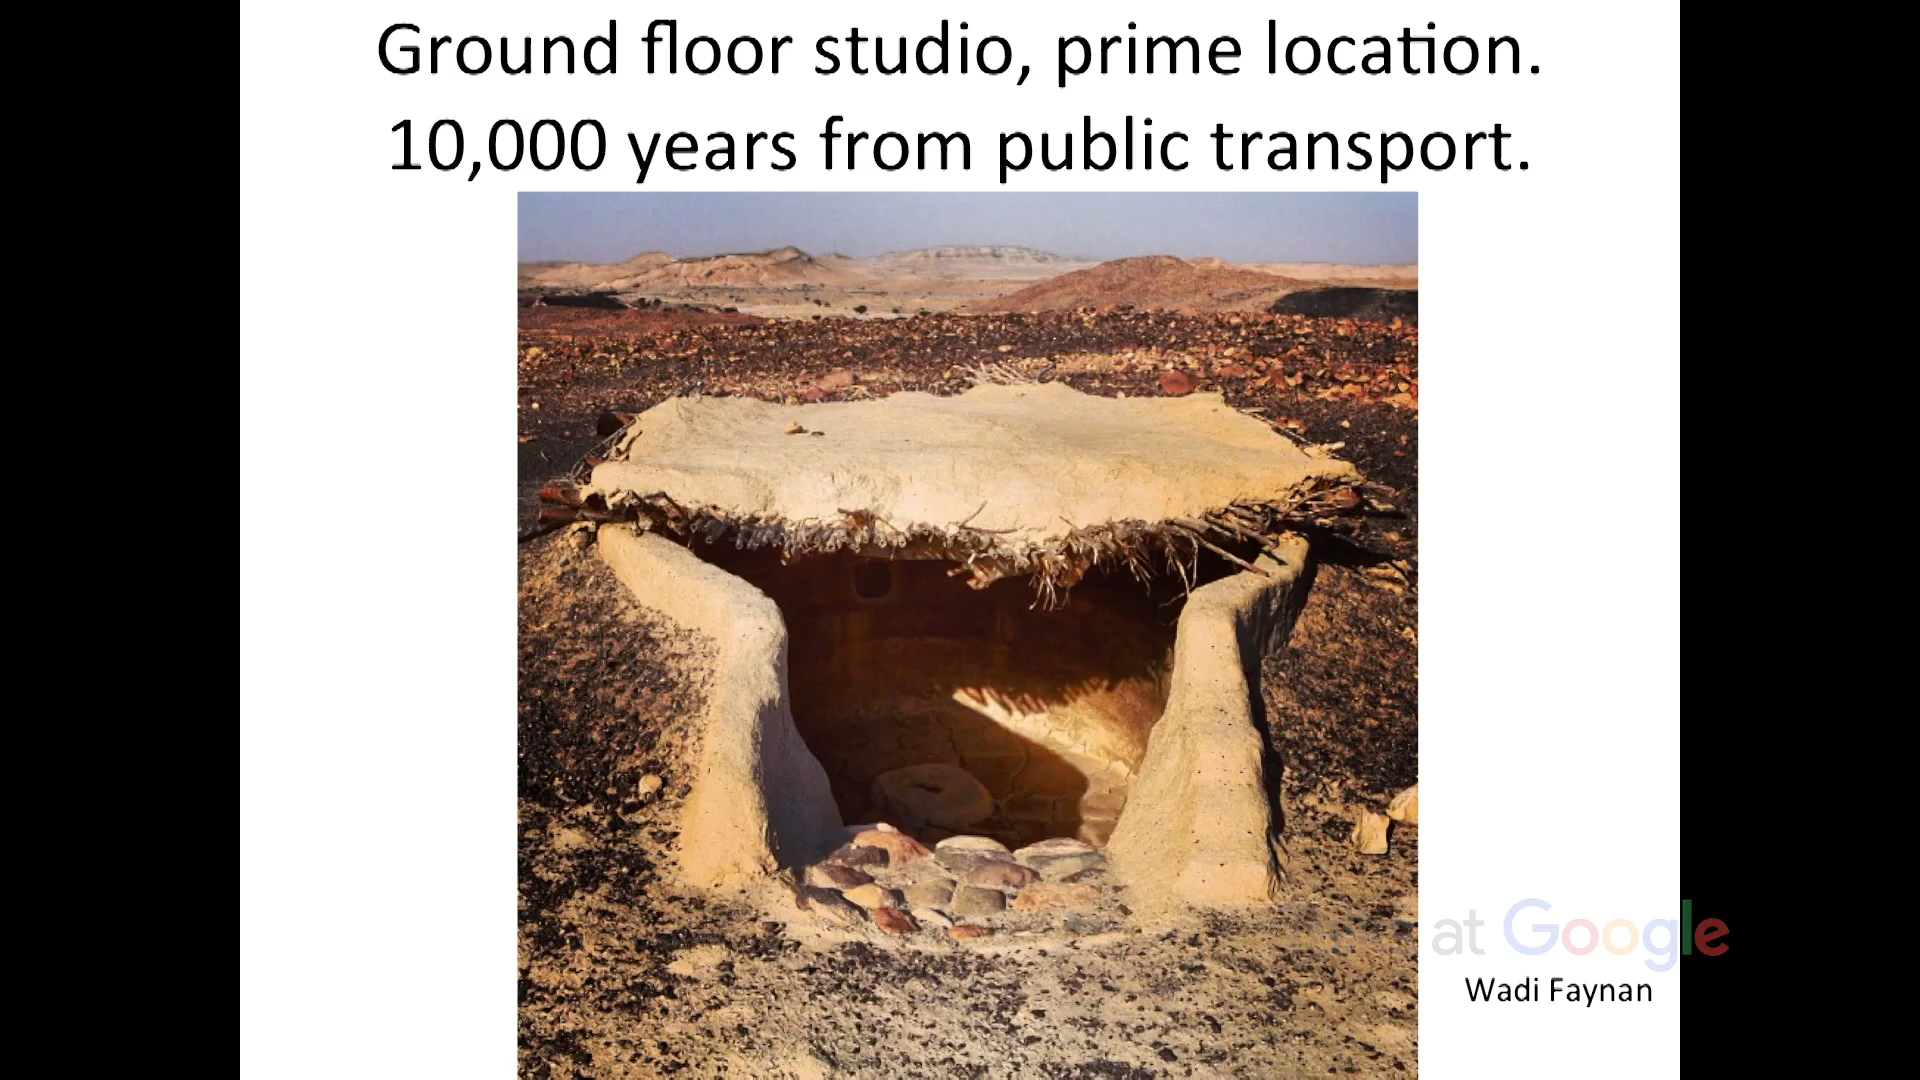 Ground floor studio, prime location.
10,000 years from public transport.
at Google
Wadi Faynan